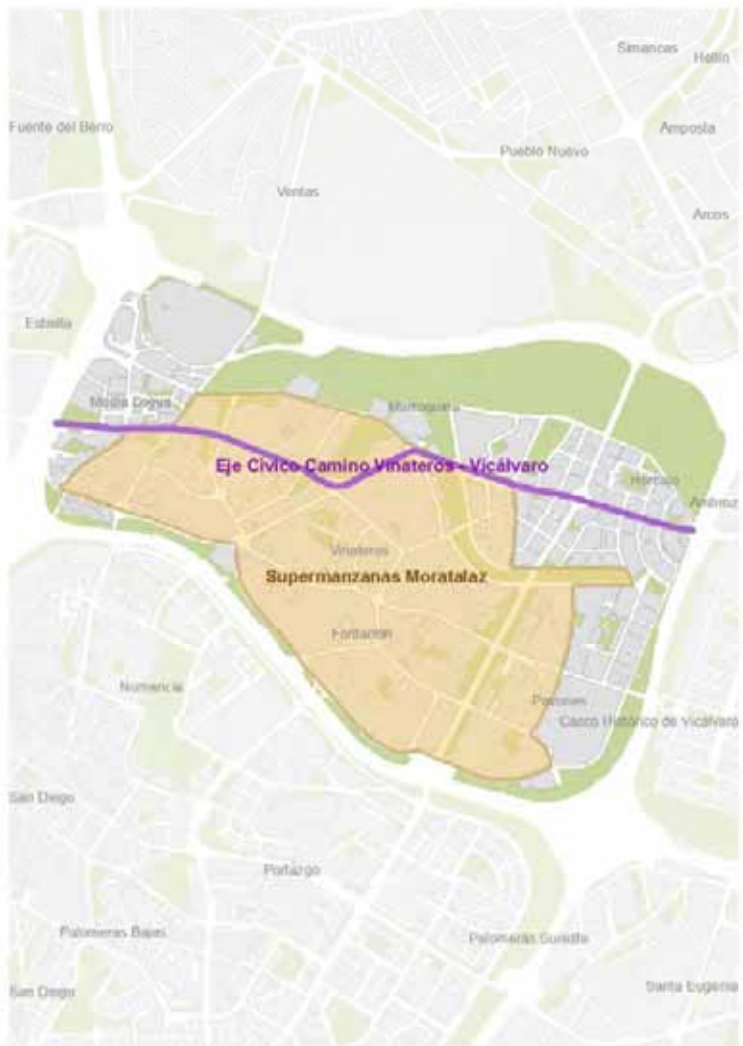 Simancas
Hellín
Fuente del Berro
Amposta
Pueblo Nuevo
Ventas
Arcos
Estrella
Media Legua
Marroquina
Horcajo
Eje Cívico Camino Vinateros - Vicálvaro
Ambroz
Vinateros
Supermanzanas Moratalaz
Fontarrón
Numancia
Pavones
Casco Histórico de Vicálvaro
San Diego
Portazgo
Palomeras Bajas
Palomeras Sureste
San Diego
Santa Eugenia